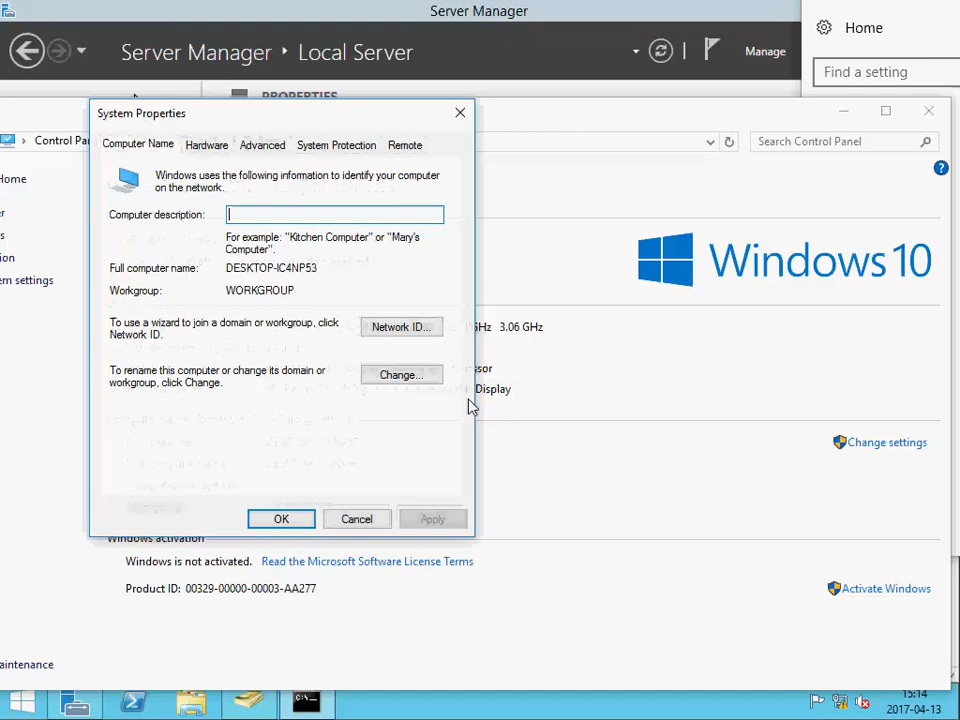 Server Manager
Home
Server Manager Local Server
Manage
Find a setting
PROPERTIES
System Properties
Control Pa
Search Control Panel
Computer Name Hardware Advanced System Protection Remote
Home
Windows uses the following information to identify your computer
on the network.
Computer description:
For example: "Kitchen Computer" or "Mary's
Computer".
Full computer name: DESKTOP-IC4NP53
Workgroup: WORKGROUP
Windows 10
To use a wizard to join a domain or workgroup, click
Network ID.
Network ID...
GHz 3.06 GHz
To rename this computer or change its domain or
workgroup, click Change.
Change...
ssor
Display
Change settings
OK Cancel Apply
Windows activation
Windows is not activated. Read the Microsoft Software License Terms
Product ID: 00329-00000-00003-AA277
Activate Windows
em settings
aintenance
15:14
2017-04-13